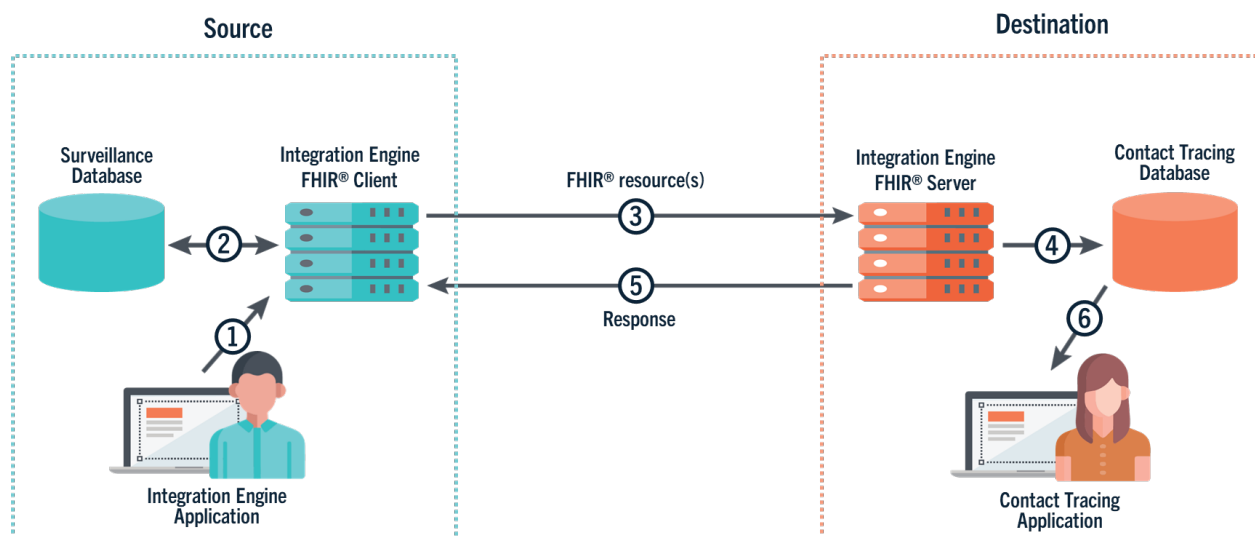 Source
Destination
Surveillance
Database
Integration Engine
FHIR® Client
FHIR® resource(s)
Integration Engine
FHIR® Server
Contact Tracing
Database
3
2
4
5
Response
1
6
Integration Engine
Application
Contact Tracing
Application